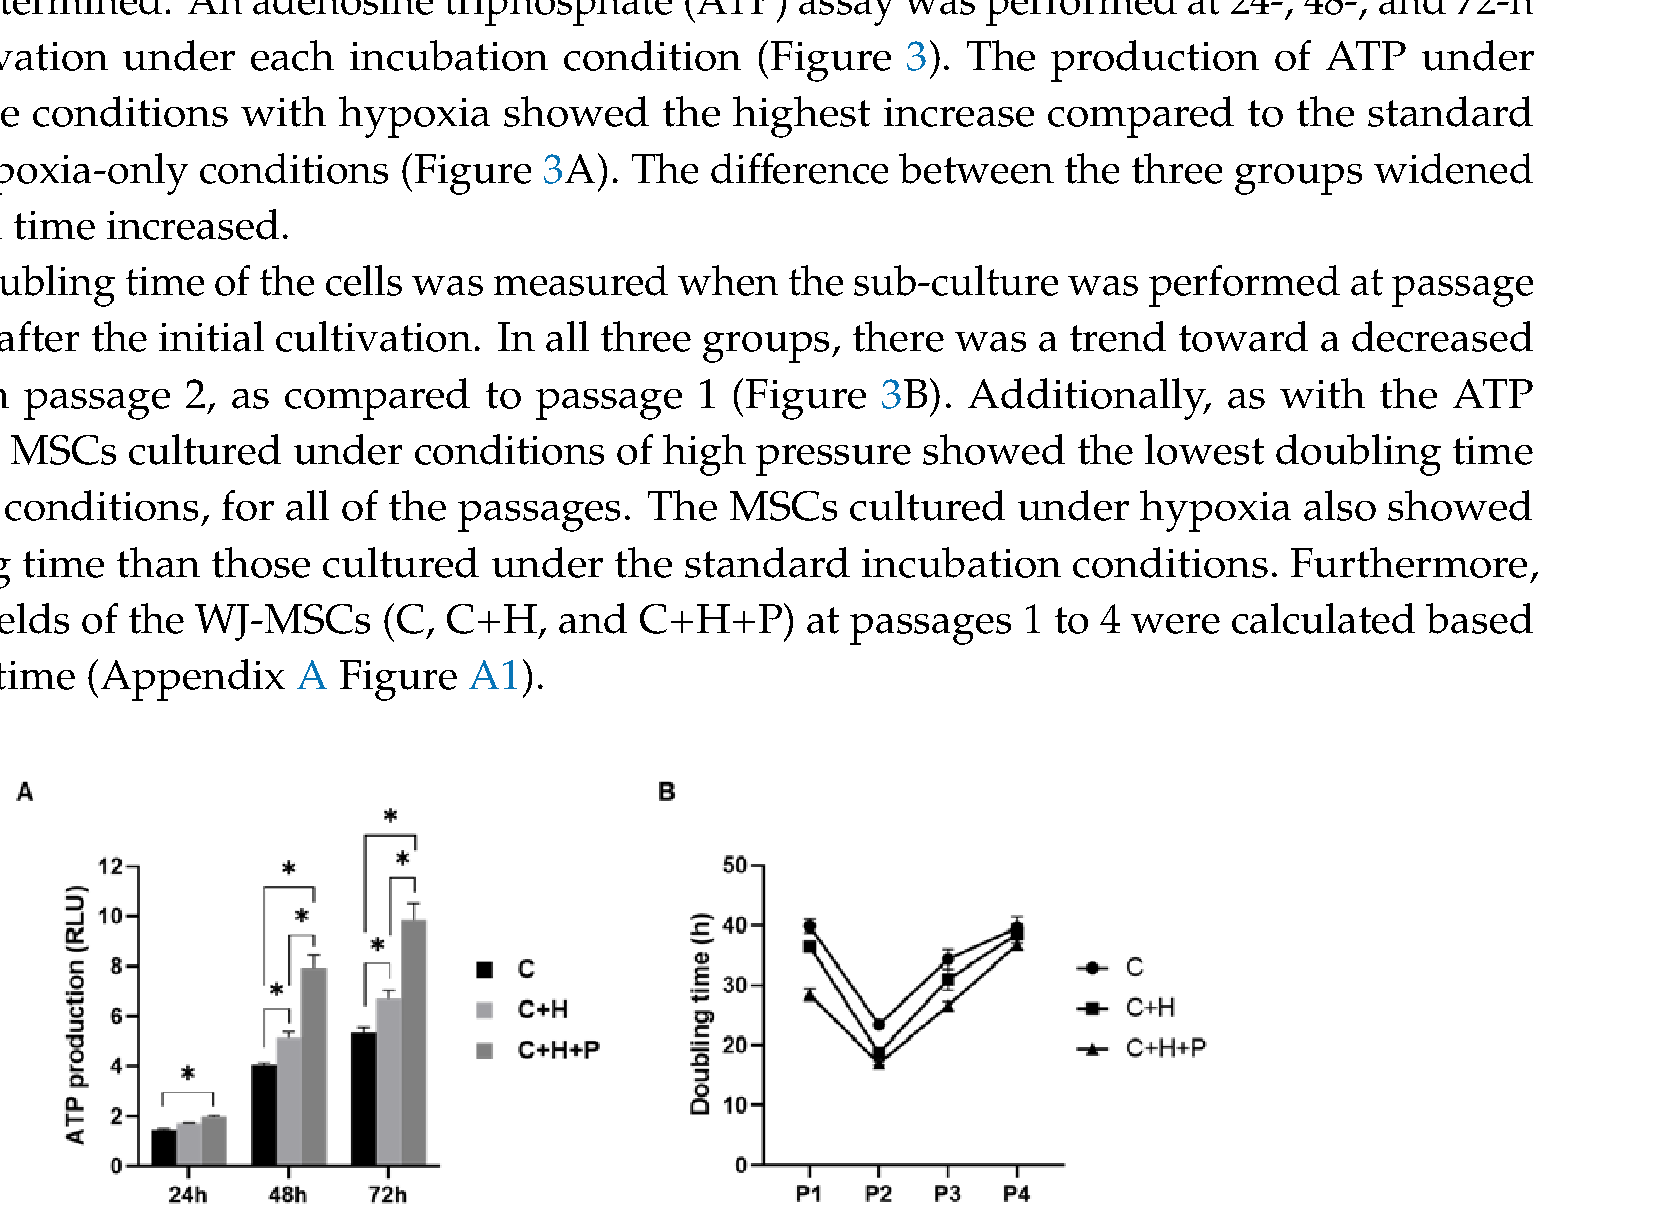 termined. An adenosine triphosphate (ATP) assay was performed at 24-, 48-, and 72-h
vation under each incubation condition (Figure 3). The production of ATP under
e conditions with hypoxia showed the highest increase compared to the standard
poxia-only conditions (Figure 3A). The difference between the three groups widened
time increased.
ubling time of the cells was measured when the sub-culture was performed at passage
after the initial cultivation. In all three groups, there was a trend toward a decreased
n passage 2, as compared to passage 1 (Figure 3B). Additionally, as with the ATP
MSCs cultured under conditions of high pressure showed the lowest doubling time
conditions, for all of the passages. The MSCs cultured under hypoxia also showed
g time than those cultured under the standard incubation conditions. Furthermore,
elds of the WJ-MSCs (C, C+H, and C+H+P) at passages 1 to 4 were calculated based
time (Appendix A Figure A1).
A
ATP production (RLU)
12
10
8
6
4
2
0
*
* * *
* * *
24h 48h 72h
C
C+H
C+H+P
B
Doubling time (h)
50
40
30
20
10
0
P1 P2 P3 P4
C
C+H
C+H+P